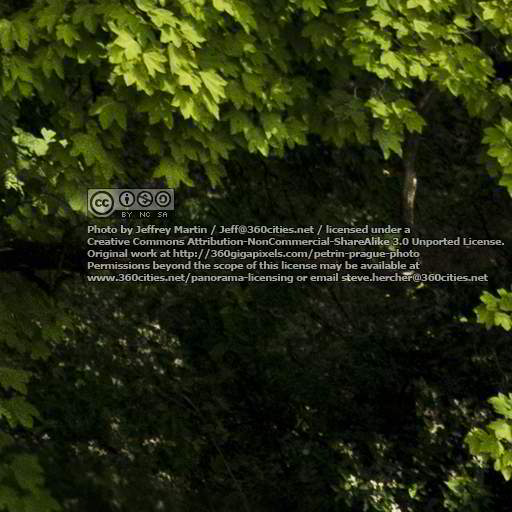 cc
BY NC SA
Photo by Jeffrey Martin / Jeff@360cities.net / licensed under a
Creative Commons Attribution-NonCommercial-ShareAlike 3.0 Unported License.
Original work at http://360gigapixels.com/petrin-prague-photo
Permissions beyond the scope of this license may be available at
www.360cities.net/panorama-licensing or email steve.hercher@360cities.net